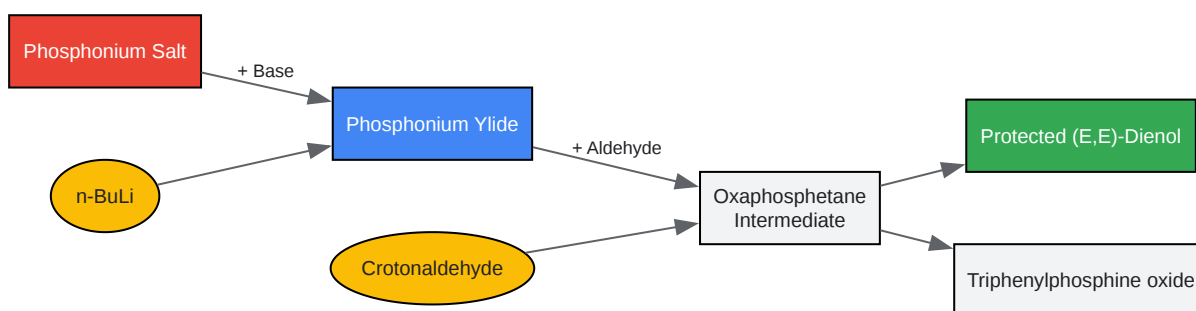 Phosphonium Salt
+ Base
n-BuLi
Phosphonium Ylide
+ Aldehyde
Crotonaldehyde
Oxaphosphetane
Intermediate
Protected (E,E)-Dienol
Triphenylphosphine oxide